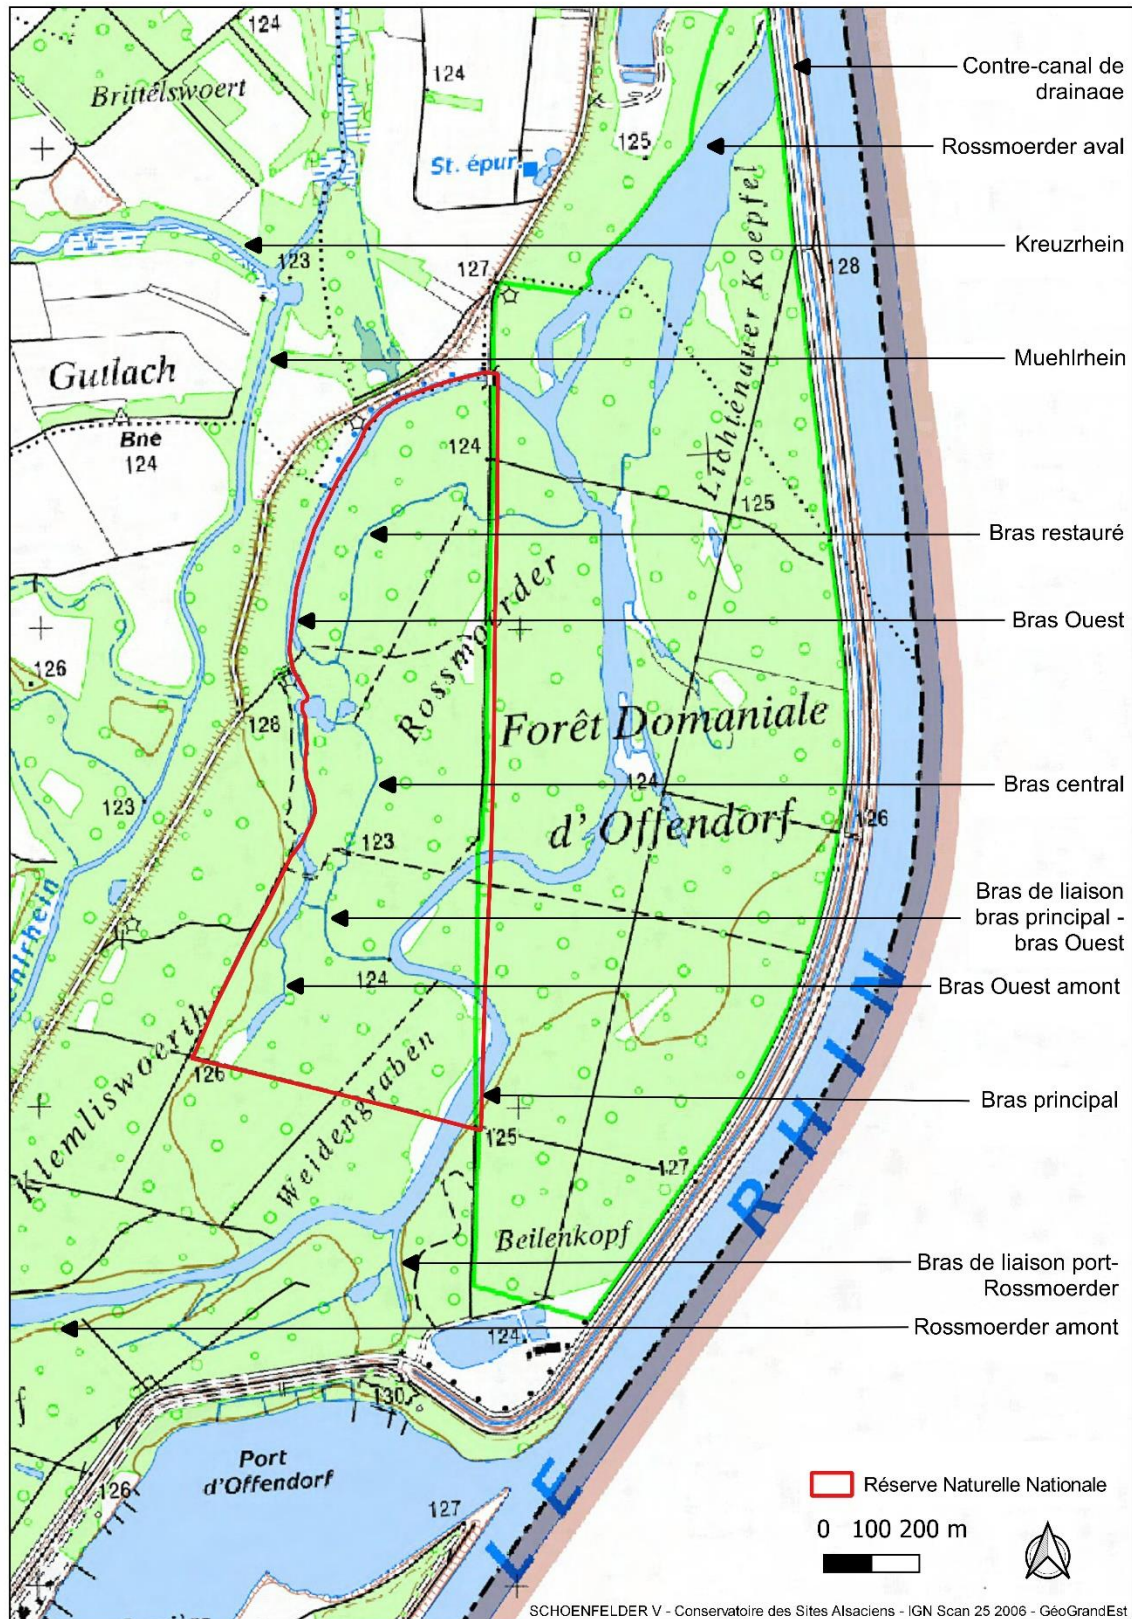 124
Brittelswoert
124
125
St. épur.
Contre-canal de
drainage
Rossmoerder aval
Kreuzrhein
123
127
128
Lichtenauer Koepfel
Muehlrhein
Gutlach
Bne
124
124
125
Bras restauré
Rossmoerder
Bras Ouest
126
128
Forêt Domaniale
d'Offendorf
124
Bras central
123
123
126
Bras de liaison
bras principal -
bras Ouest
124
Bras Ouest amont
Klemliswoerth
126
Weidengraben
Bras principal
125
127
LE RHIN
Beilenkopf
Bras de liaison port-
Rossmoerder
Rossmoerder amont
124
130
Port
d'Offendorf
126
127
Réserve Naturelle Nationale
0 100 200 m
SCHOENFELDER V - Conservatoire des Sites Alsaciens - IGN Scan 25 2006 - GéoGrandEst